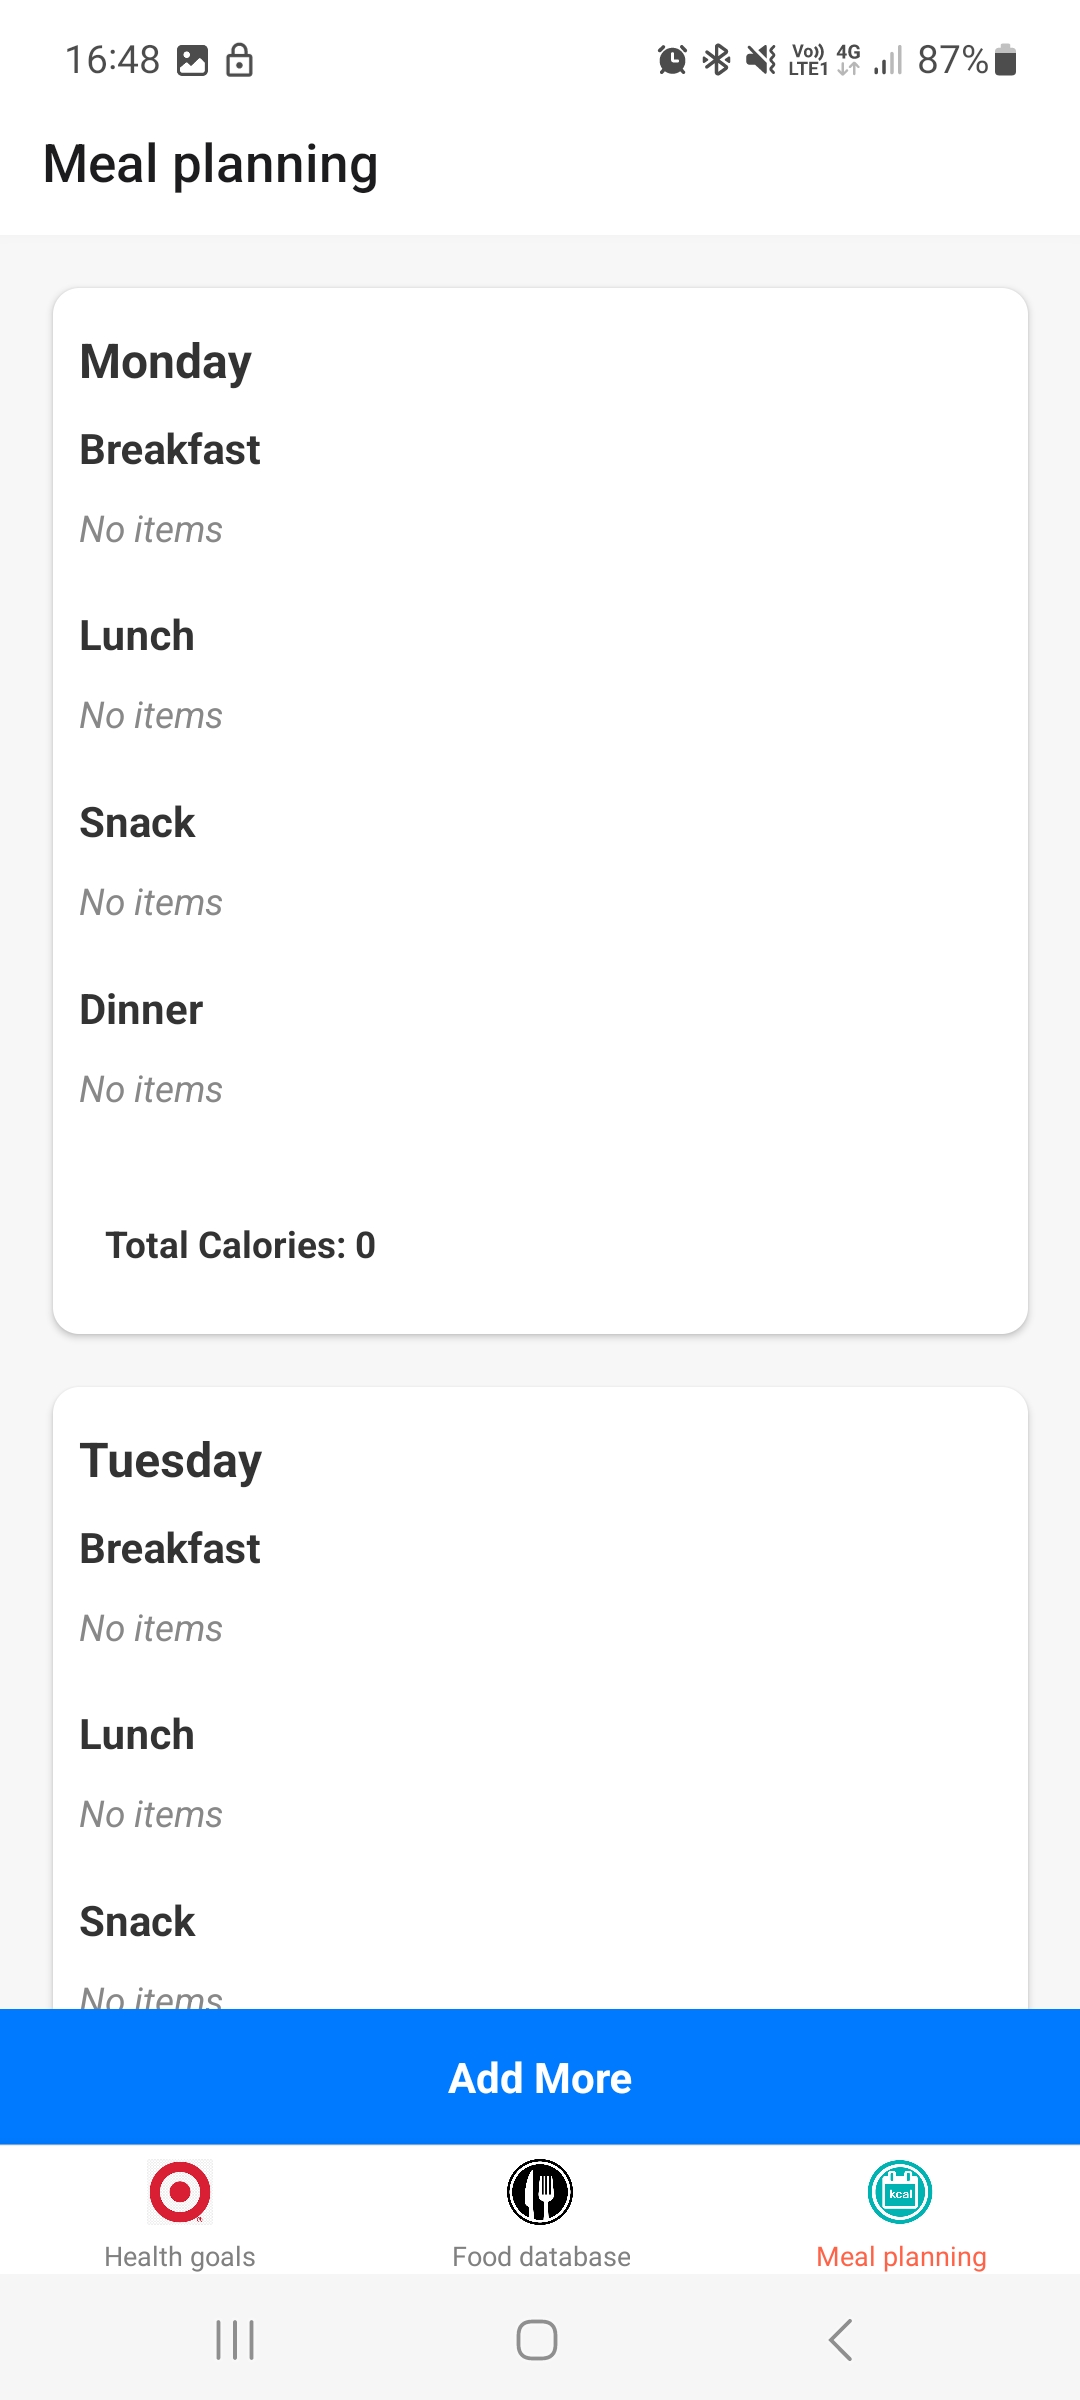 16:48 Vo)) LTE1 4G 87%
Meal planning
Monday
Breakfast
No items
Lunch
No items
Snack
No items
Dinner
No items
Total Calories: 0
Tuesday
Breakfast
No items
Lunch
No items
Snack
No items
Add More
kcal
Health goals Food database Meal planning